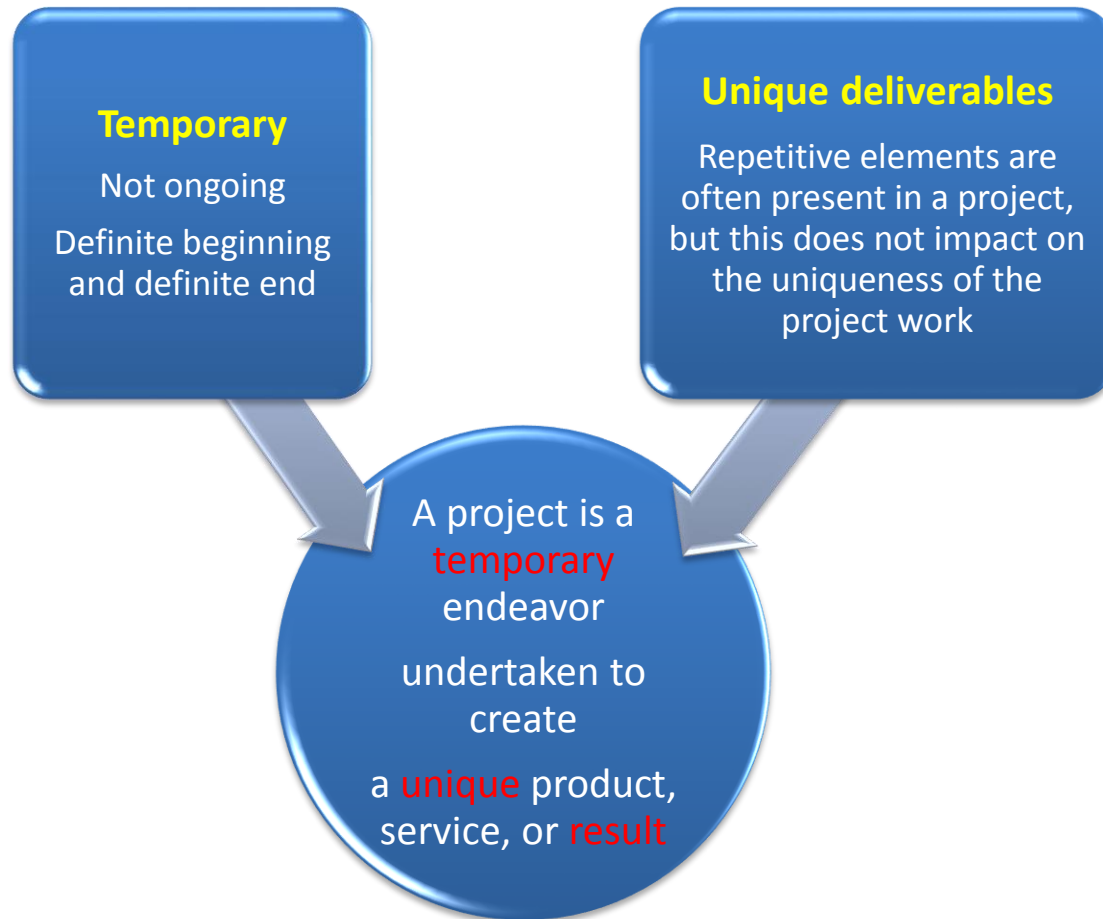 Temporary
Not ongoing
Definite beginning
and definite end
Unique deliverables
Repetitive elements are
often present in a project,
but this does not impact on
the uniqueness of the
project work
A project is a
temporary
endeavor
undertaken to
create
a unique product,
service, or result